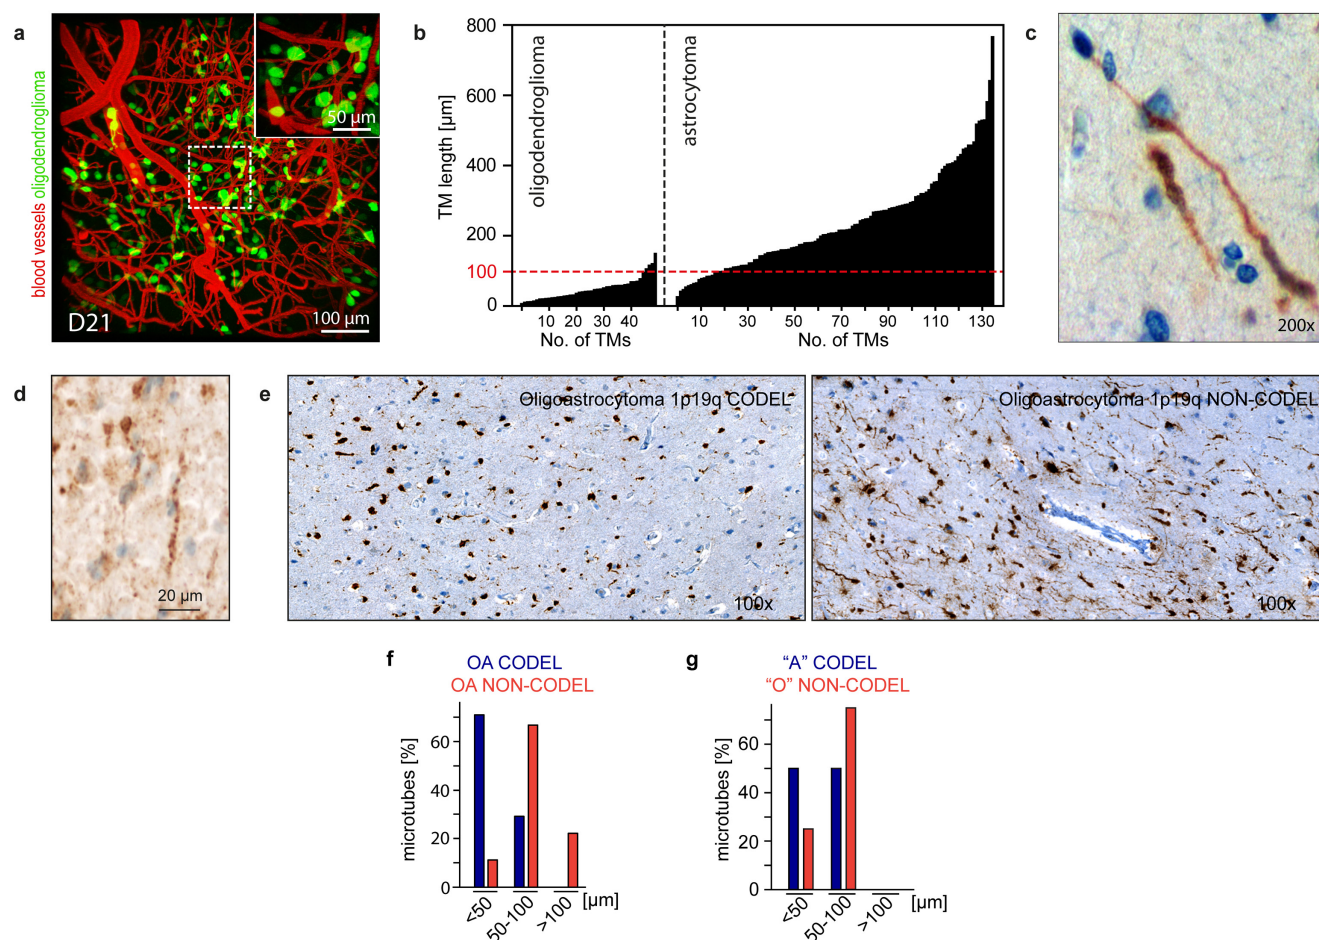 a
blood vessels oligodendroglioma
50 µm
D21
100 µm
b
TM length [µm]
800
600
400
200
100
0
oligodendroglioma
astrocytoma
10 20 30 40
No. of TMs
10 30 50 70 90 110 130
No. of TMs
c
200x
d
20 µm
e
Oligoastrocytoma 1p19q CODEL
100x
Oligoastrocytoma 1p19q NON-CODEL
100x
f
OA CODEL
OA NON-CODEL
microtubes [%]
60
40
20
0
<50
50-100
>100
[µm]
g
“A” CODEL
“O” NON-CODEL
microtubes [%]
60
40
20
0
<50
50-100
>100
[µm]